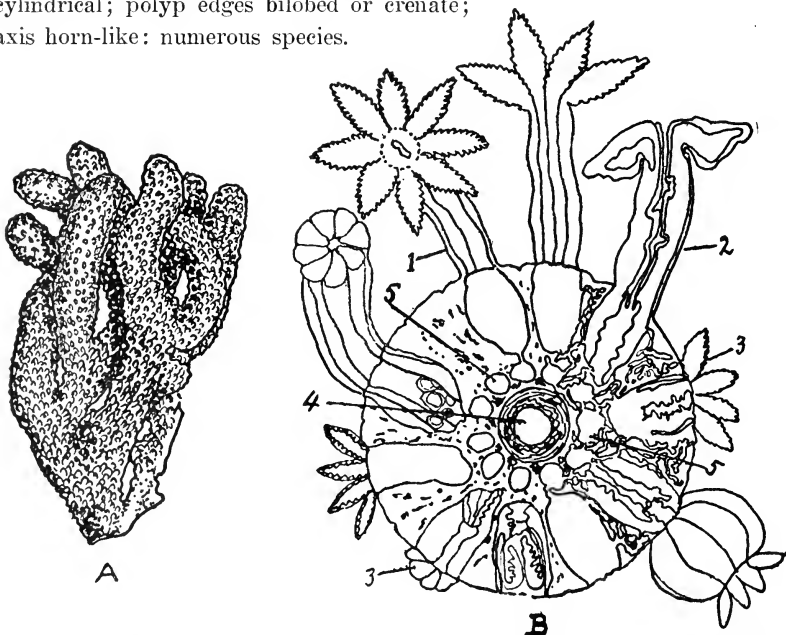 cylindrical; polyp edges bilobed or crenate;
axis horn-like: numerous species.
1
2
5
3
4
5
3
A
B